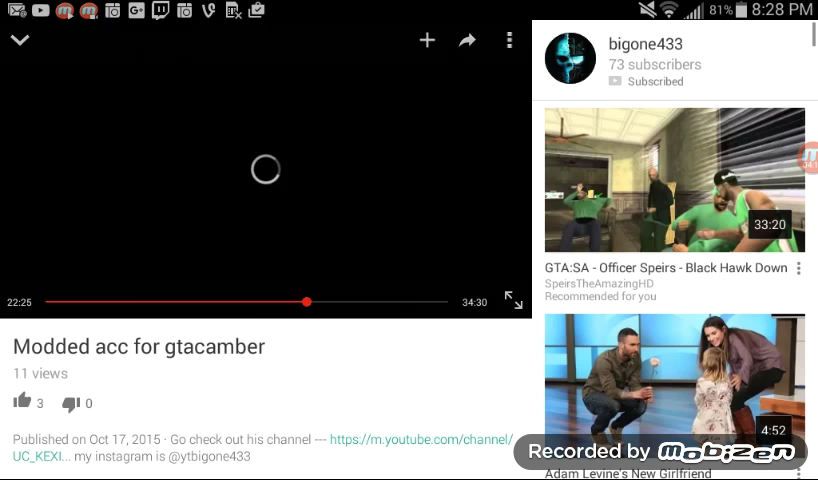 81% 8:28 PM
22:25
34:30
Modded acc for gtacamber
11 views
3 0
Published on Oct 17, 2015 · Go check out his channel --- https://m.youtube.com/channel/
UC_KEXI... my instagram is @ytbigone433
bigone433
73 subscribers
Subscribed
33:20
GTA:SA - Officer Speirs - Black Hawk Down
SpeirsTheAmazingHD
Recommended for you
4:52
Adam Levine's New Girlfriend
Recorded by Mobizen